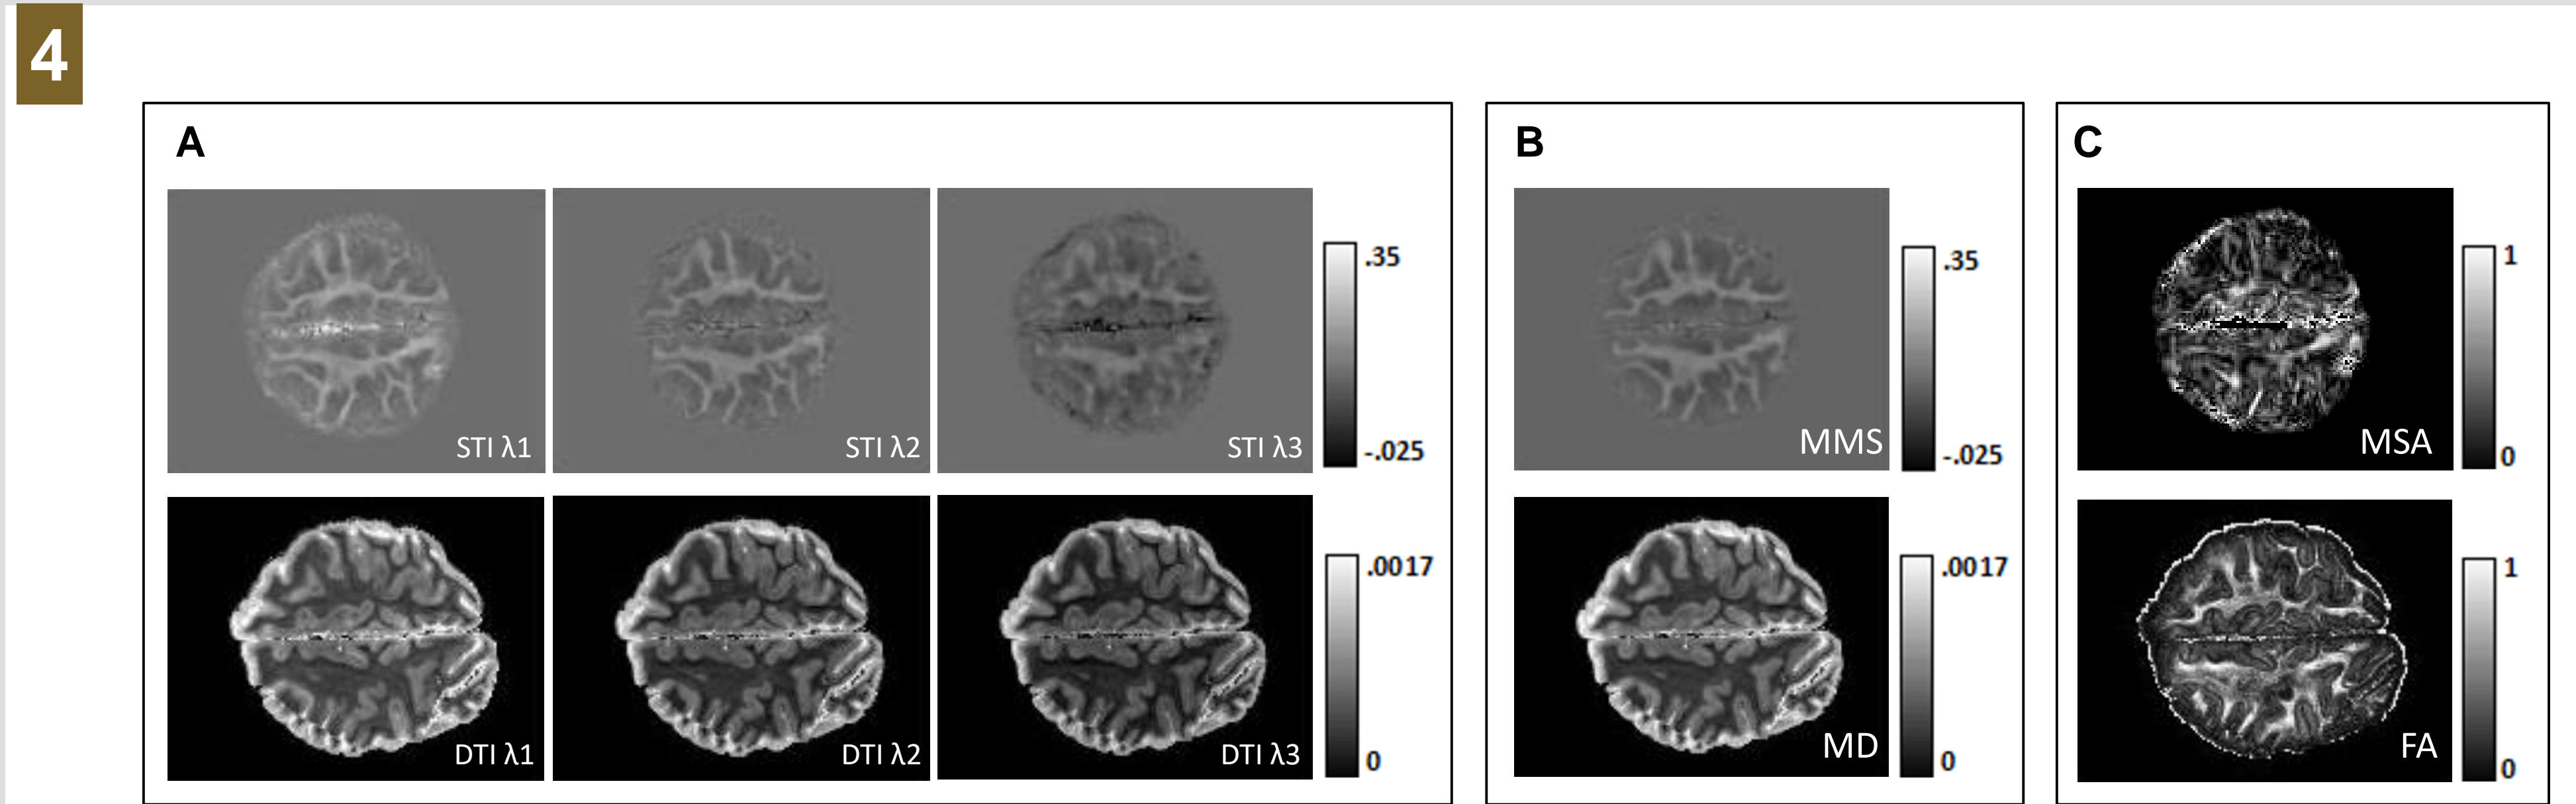 4
A
STI λ1
STI λ2
STI λ3
.35
-.025
DTI λ1
DTI λ2
DTI λ3
.0017
0
B
MMS
.35
-.025
MD
.0017
0
C
MSA
1
0
FA
1
0